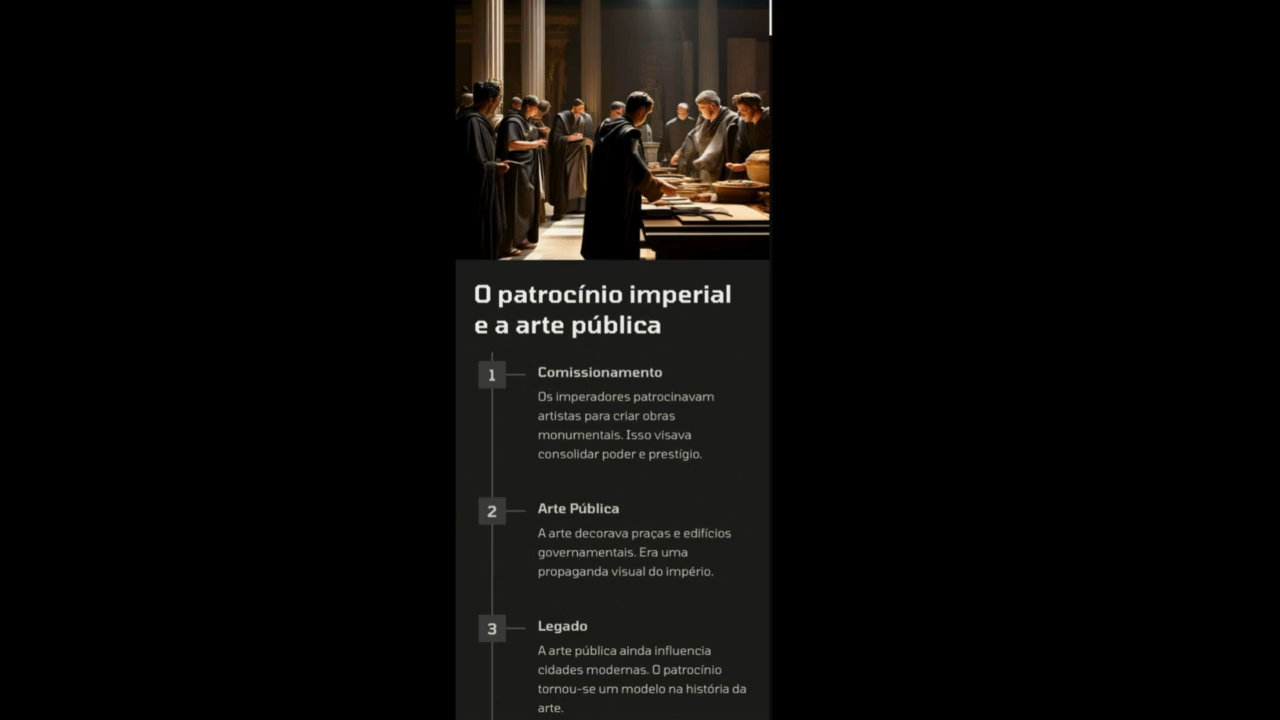 O patrocínio imperial
e a arte pública
1
Comissionamento
Os imperadores patrocinavam
artistas para criar obras
monumentais. Isso visava
consolidar poder e prestígio.
2
Arte Pública
A arte decorava praças e edifícios
governamentais. Era uma
propaganda visual do império.
3
Legado
A arte pública ainda influencia
cidades modernas. O patrocínio
tornou-se um modelo na história da
arte.